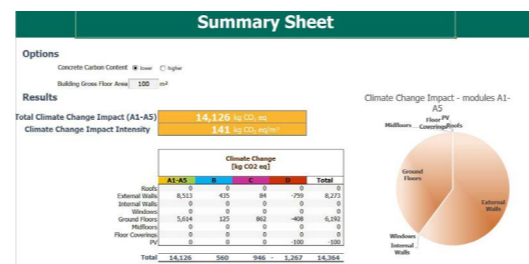 Summary Sheet
Options
Concrete Carbon Content lower higher
Building Gross Floor Area 100 m²
Results
Total Climate Change Impact (A1-A5) 14,126 kg CO₂ eq
Climate Change Impact Intensity 141 kg CO₂ eq/m²
Climate Change
[kg CO2 eq]
A1-A5 B C D Total
Roofs 0 0 0 0 0
External Walls 8,513 435 84 -759 8,273
Internal Walls 0 0 0 0 0
Windows 0 0 0 0 0
Ground Floors 5,614 125 862 -408 6,192
Midfloors 0 0 0 0 0
Floor Coverings 0 0 0 0 0
PV 0 0 0 -100 -100
Total 14,126 560 946 - 1,267 14,364
Climate Change Impact - modules A1-
A5
Midfloors Floor Coverings PV Roofs
Ground
Floors
External
Walls
Windows
Internal
Walls